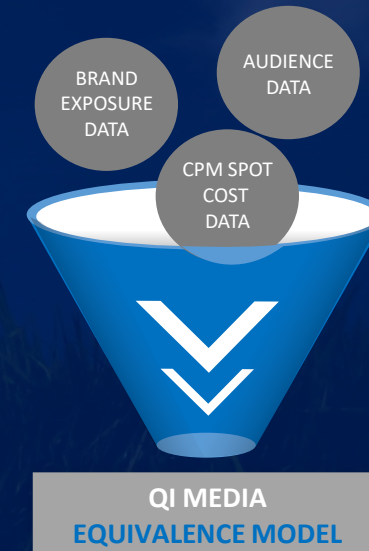 BRAND
EXPOSURE
DATA
AUDIENCE
DATA
CPM SPOT
COST
DATA
QI MEDIA
EQUIVALENCE MODEL